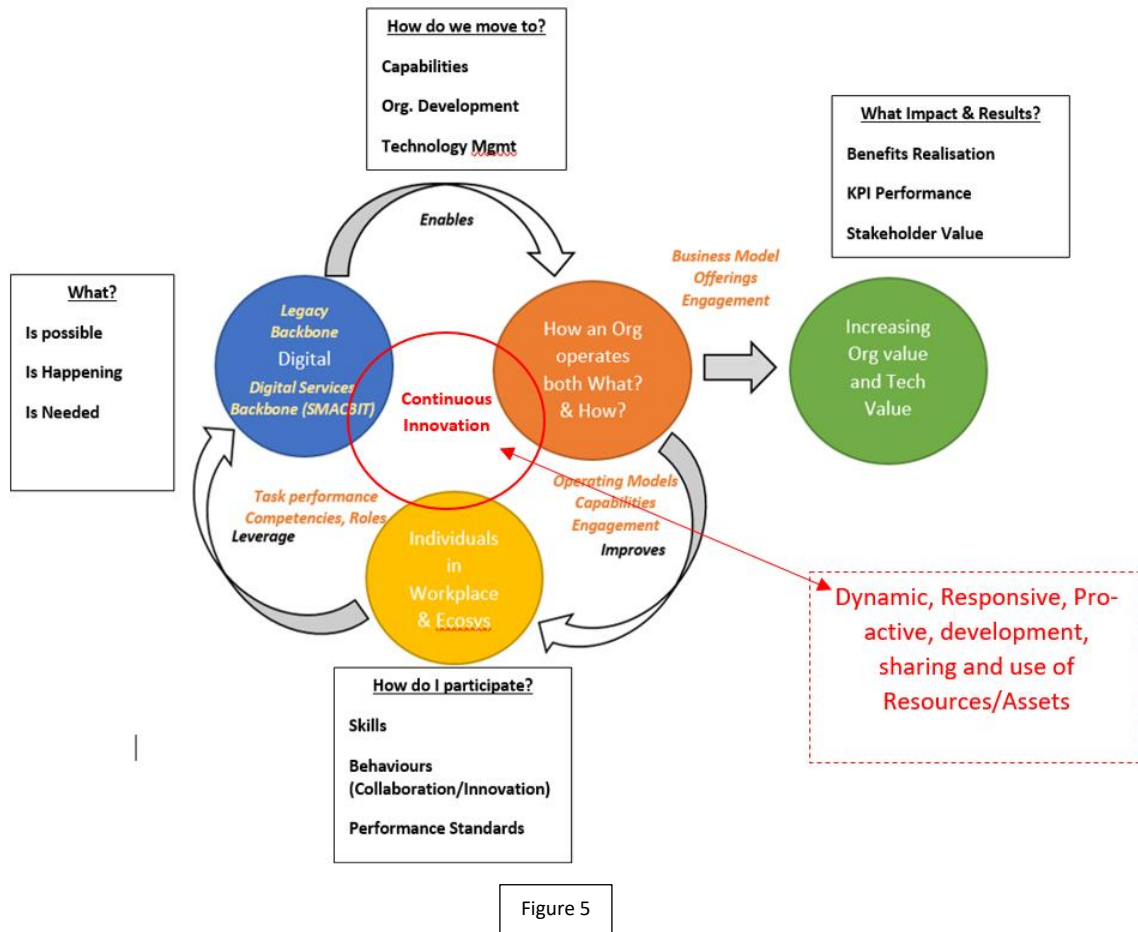 How do we move to?
Capabilities
Org. Development
Technology Mgmt
What Impact & Results?
Benefits Realisation
KPI Performance
Stakeholder Value
Enables
Business Model
Offerings
Engagement
What?
Is possible
Is Happening
Is Needed
Legacy
Backbone
Digital
Digital Services
Backbone (SMACBIT)
Continuous
Innovation
How an Org
operates
both What?
& How?
Increasing
Org value
and Tech
Value
Task performance
Competencies, Roles
Leverage
Operating Models
Capabilities
Engagement
Improves
Individuals
in
Workplace
& Ecosys
Dynamic, Responsive, Pro-
active, development,
sharing and use of
Resources/Assets
How do I participate?
Skills
Behaviours
(Collaboration/Innovation)
Performance Standards
Figure 5